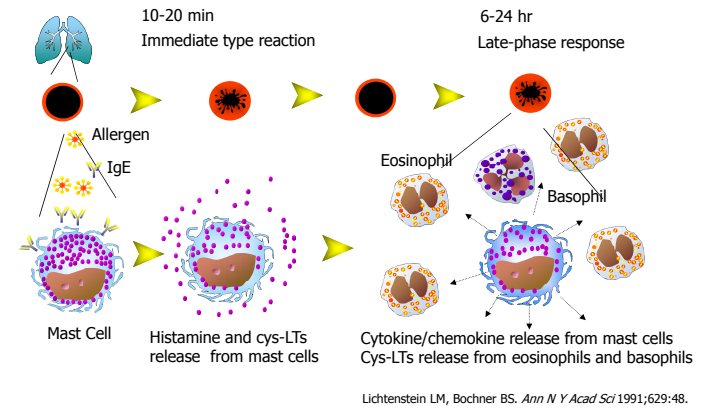 10-20 min
Immediate type reaction
6-24 hr
Late-phase response
Allergen
IgE
Eosinophil
Basophil
Mast Cell
Histamine and cys-LTs
release from mast cells
Cytokine/chemokine release from mast cells
Cys-LTs release from eosinophils and basophils
Lichtenstein LM, Bochner BS. Ann N Y Acad Sci 1991;629:48.